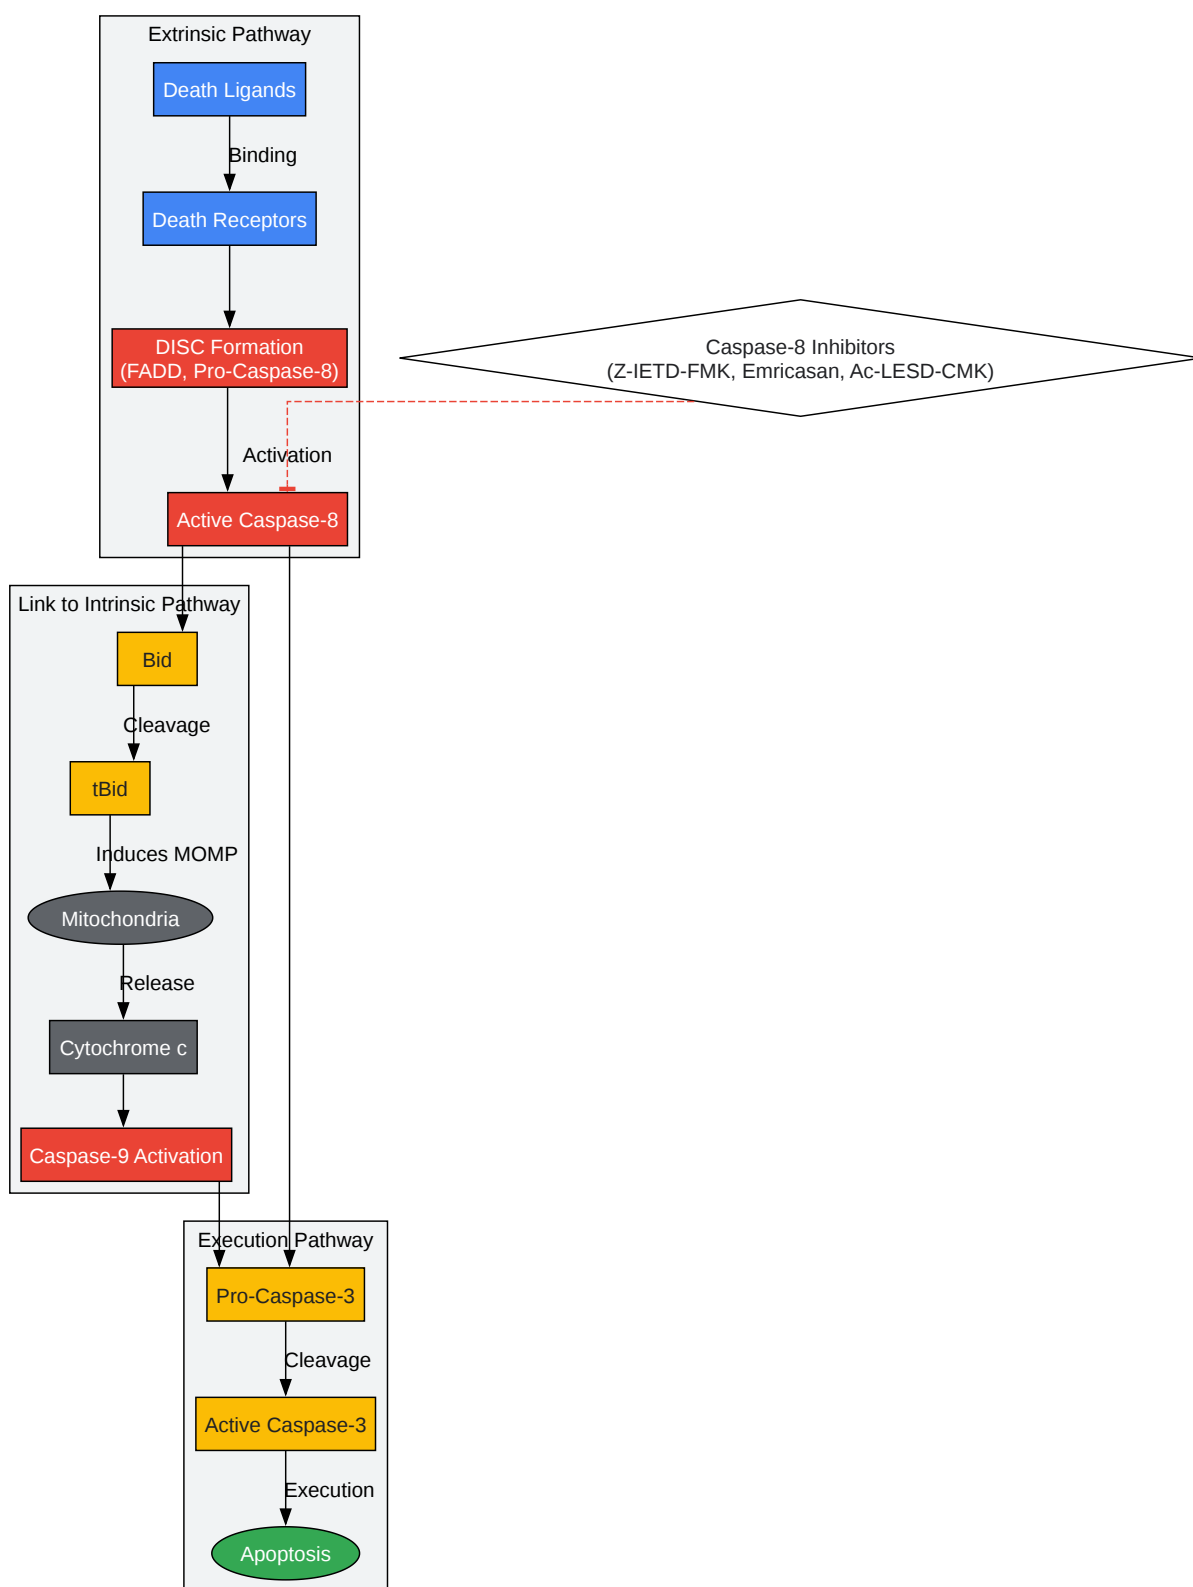 Extrinsic Pathway
Death Ligands
Binding
Death Receptors
DISC Formation
(FADD, Pro-Caspase-8)
Caspase-8 Inhibitors
(Z-IETD-FMK, Emricasan, Ac-LESD-CMK)
Activation
Active Caspase-8
Link to Intrinsic Pathway
Bid
Cleavage
tBid
Induces MOMP
Mitochondria
Release
Cytochrome c
Caspase-9 Activation
Execution Pathway
Pro-Caspase-3
Cleavage
Active Caspase-3
Execution
Apoptosis